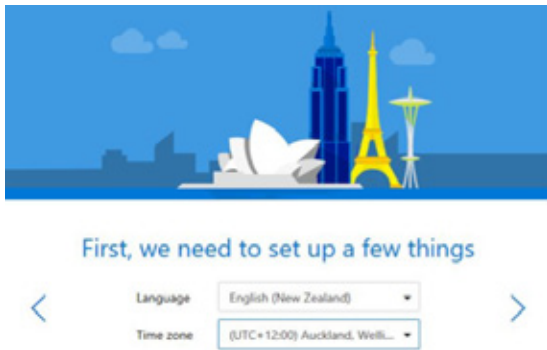 First, we need to set up a few things
Language English (New Zealand)
Time zone (UTC+12:00) Auckland, Welli...